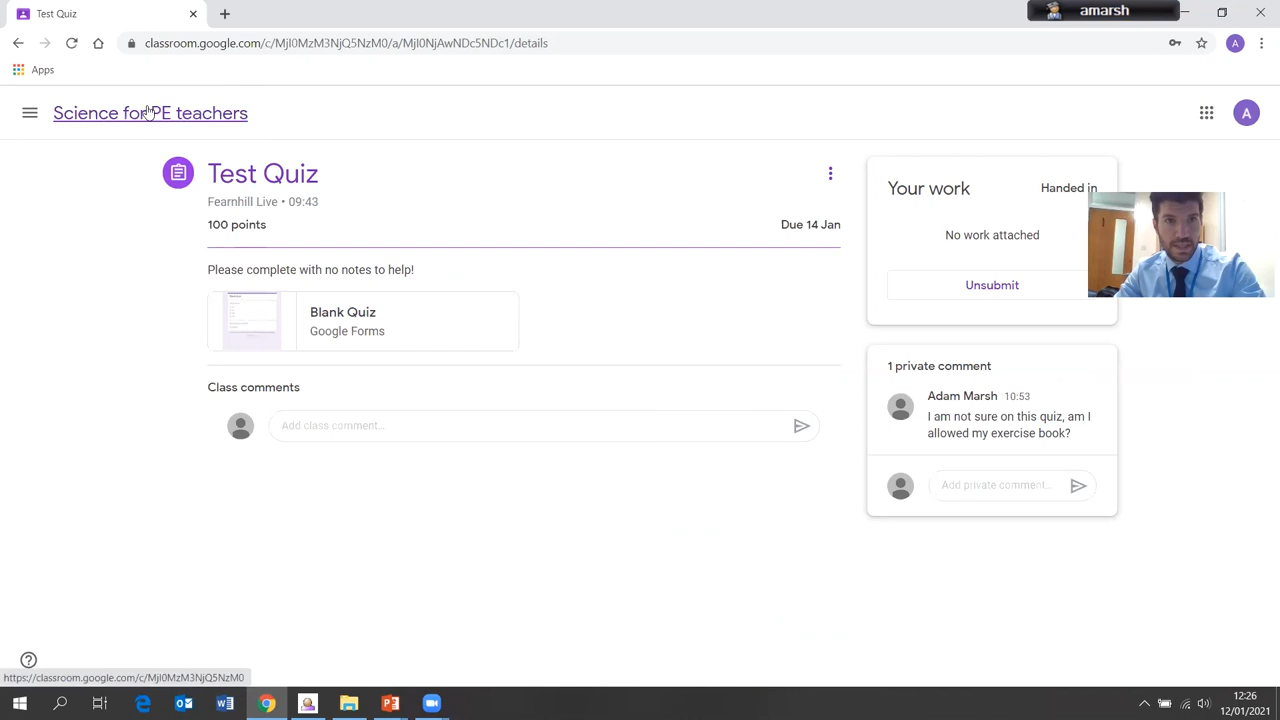 Test Quiz
amarsh
classroom.google.com/c/MjI0MzM3NjQ5NzM0/a/MjI0NjAwNDc5NDc1/details
A
Apps
Science for PE teachers
A
Test Quiz
Fearnhill Live • 09:43
100 points
Due 14 Jan
Please complete with no notes to help!
Blank Quiz
Google Forms
Class comments
Add class comment...
Your work
Handed in
No work attached
Unsubmit
1 private comment
Adam Marsh 10:53
I am not sure on this quiz, am I
allowed my exercise book?
Add private comment...
https://classroom.google.com/c/MjI0MzM3NjQ5NzM0
12:26
12/01/2021